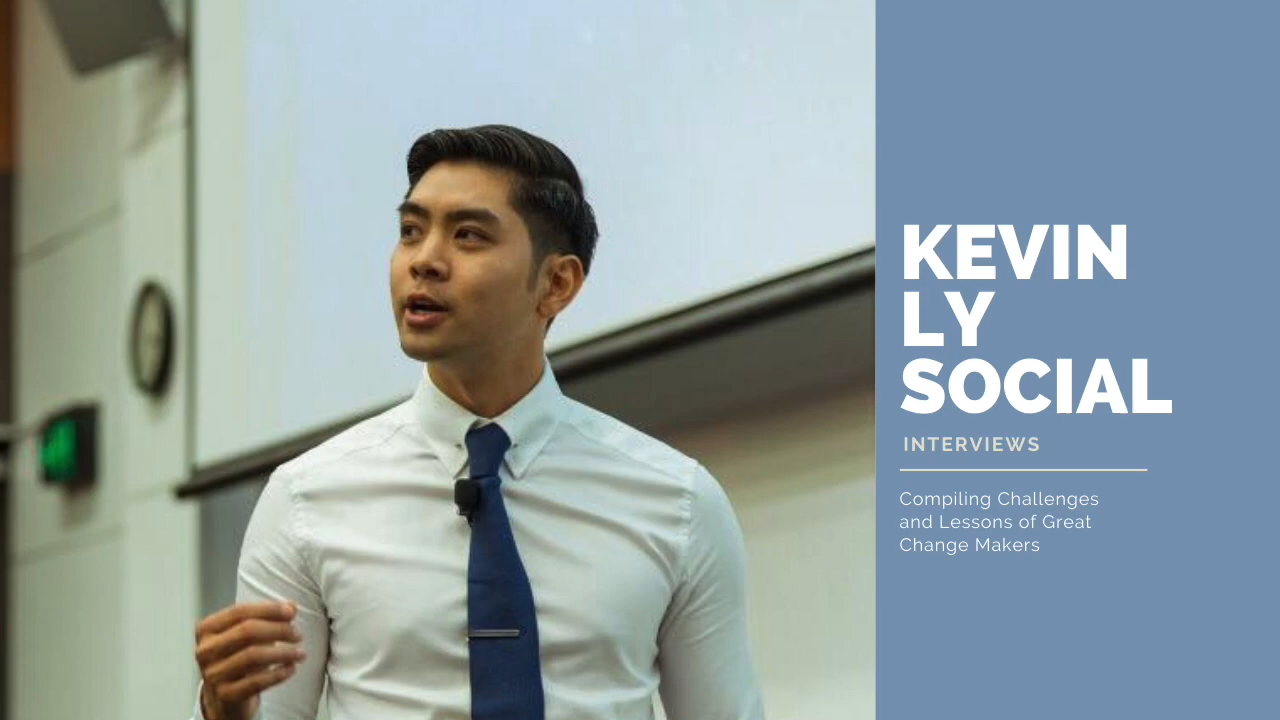 KEVIN
LY
SOCIAL
INTERVIEWS
Compiling Challenges
and Lessons of Great
Change Makers